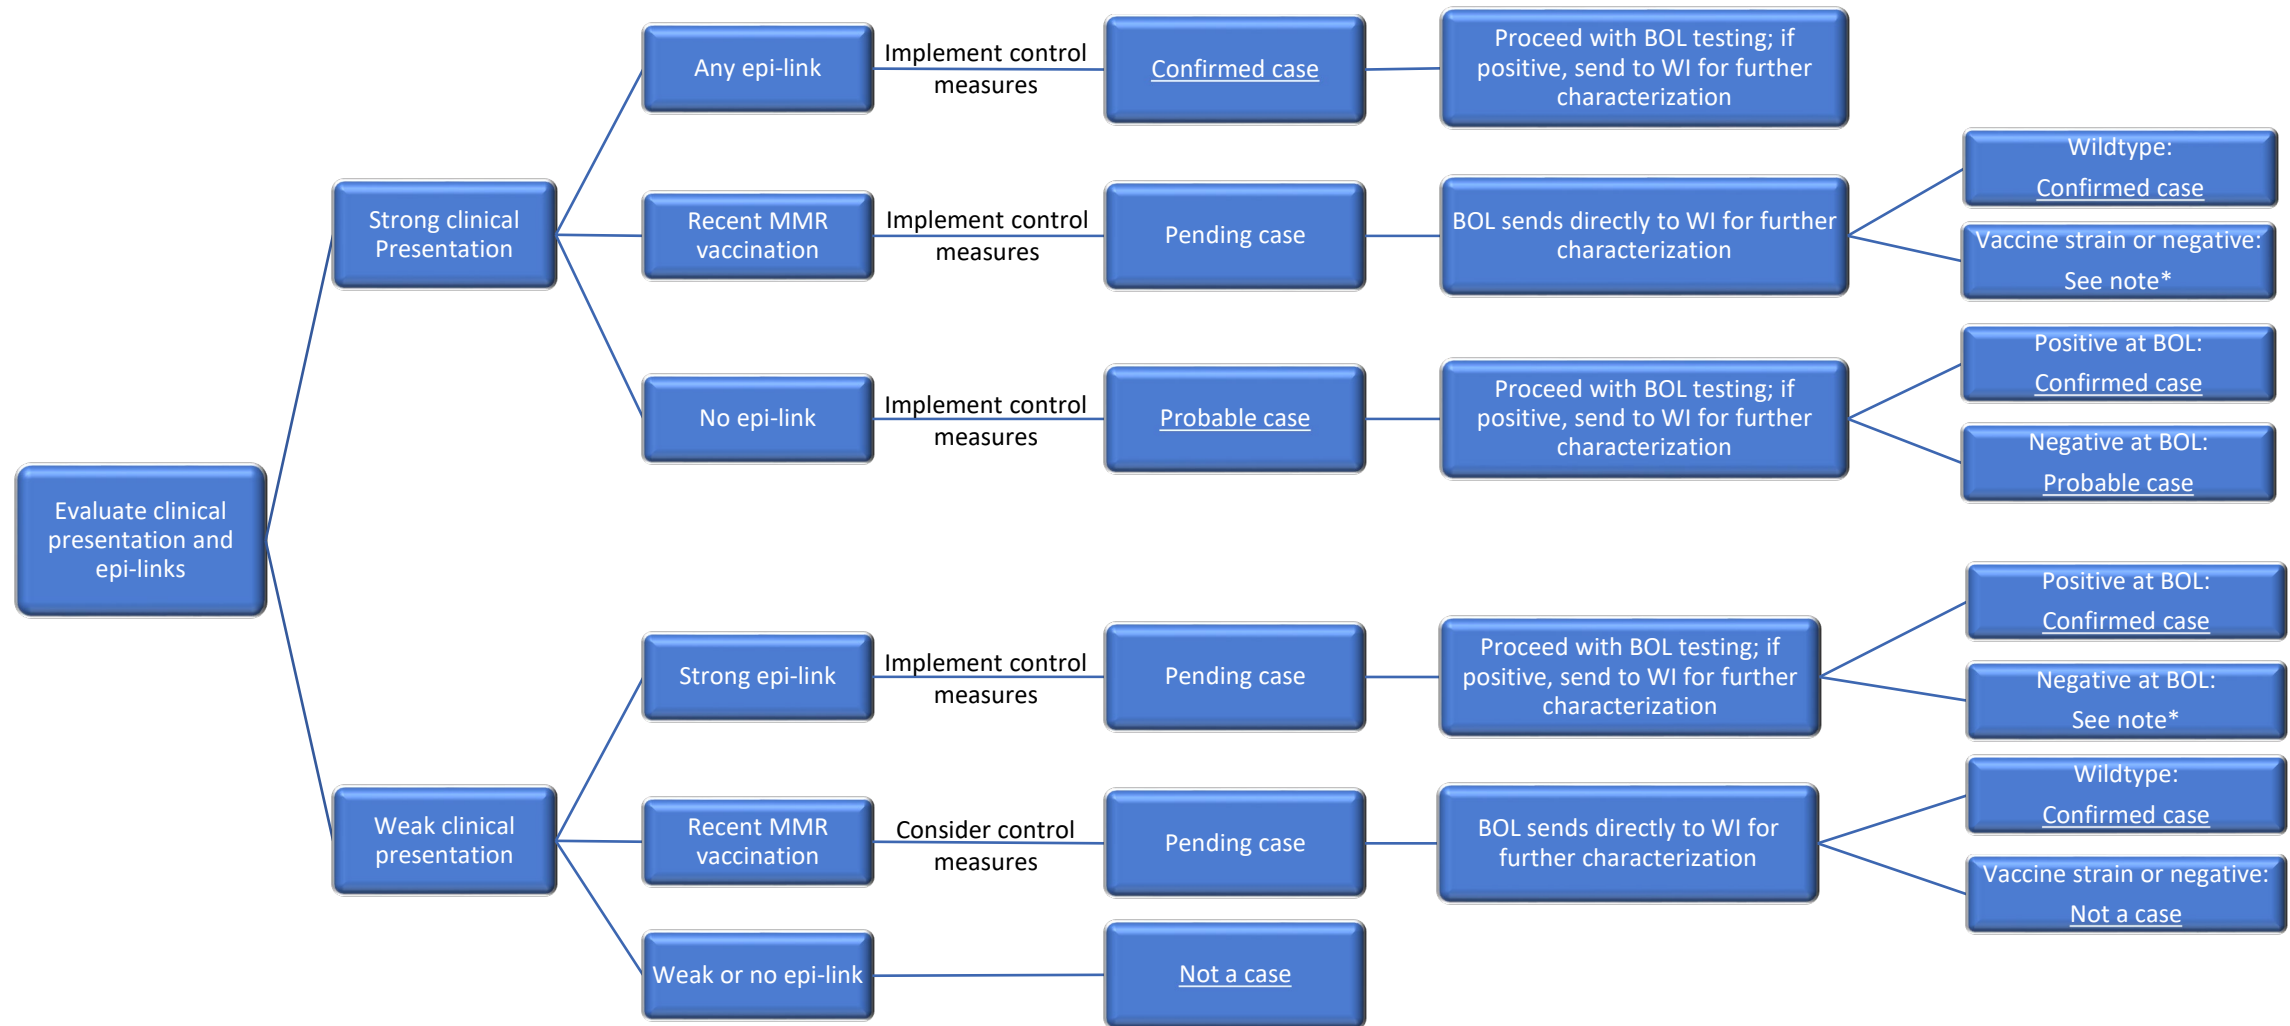 Evaluate clinical
presentation and
epi-links
Strong clinical
Presentation
Any epi-link
Implement control
measures
Confirmed case
Proceed with BOL testing; if
positive, send to WI for further
characterization
Recent MMR
vaccination
Implement control
measures
Pending case
BOL sends directly to WI for further
characterization
Wildtype:
Confirmed case
Vaccine strain or negative:
See note*
No epi-link
Implement control
measures
Probable case
Proceed with BOL testing; if
positive, send to WI for further
characterization
Positive at BOL:
Confirmed case
Negative at BOL:
Probable case
Weak clinical
presentation
Strong epi-link
Implement control
measures
Pending case
Proceed with BOL testing; if
positive, send to WI for further
characterization
Positive at BOL:
Confirmed case
Negative at BOL:
See note*
Recent MMR
vaccination
Consider control
measures
Pending case
BOL sends directly to WI for
further characterization
Wildtype:
Confirmed case
Vaccine strain or negative:
Not a case
Weak or no epi-link
Not a case